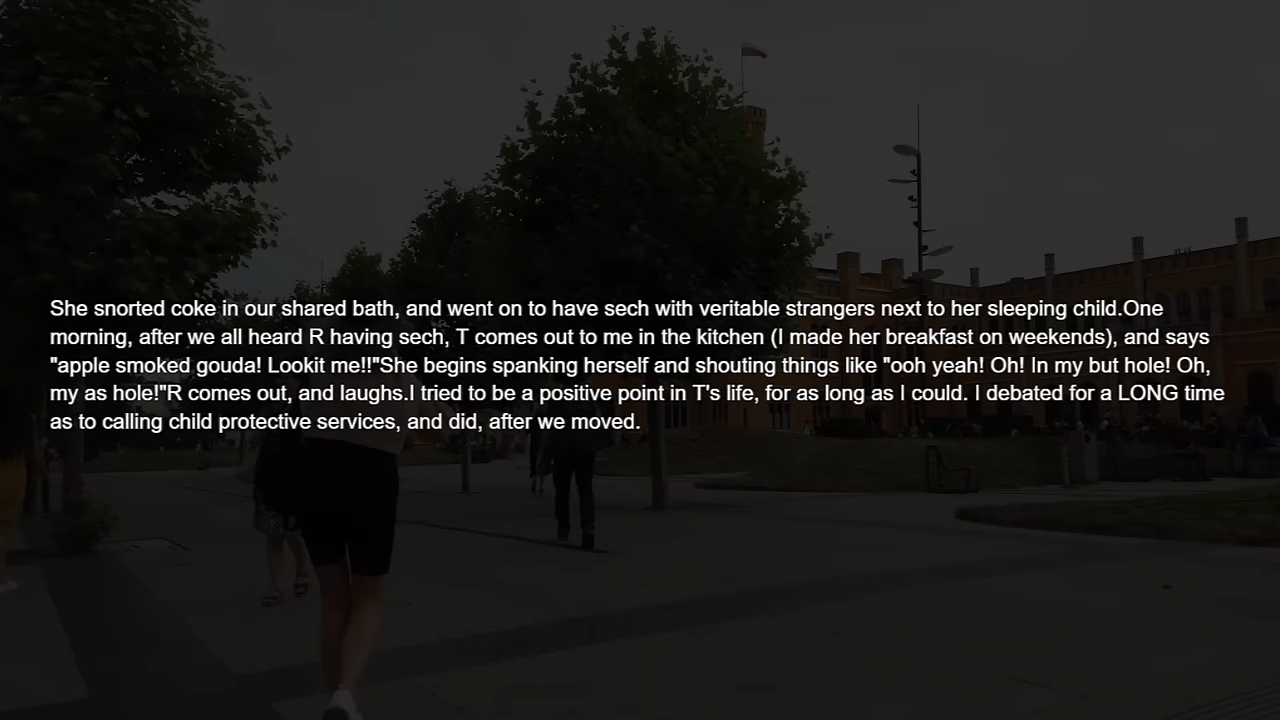 She snorted coke in our shared bath, and went on to have sech with veritable strangers next to her sleeping child.One
morning, after we all heard R having sech, T comes out to me in the kitchen (I made her breakfast on weekends), and says
"apple smoked gouda! Lookit me!!"She begins spanking herself and shouting things like "ooh yeah! Oh! In my but hole! Oh,
my as hole!"R comes out, and laughs.I tried to be a positive point in T's life, for as long as I could. I debated for a LONG time
as to calling child protective services, and did, after we moved.